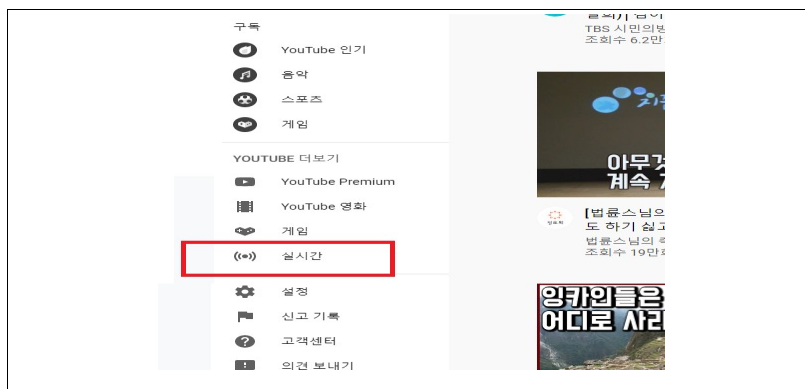 구독
YouTube 인기
음악
스포츠
게임
YOUTUBE 더보기
YouTube Premium
YouTube 영화
게임
실시간
설정
신고 기록
고객센터
의견 보내기
TBS 시민의방
조회수 6.2만
아무것
계속
[법륜스님의
도 하기 싫고
법륜스님의
조회수 19만회
잉카인들은
어디로 사라